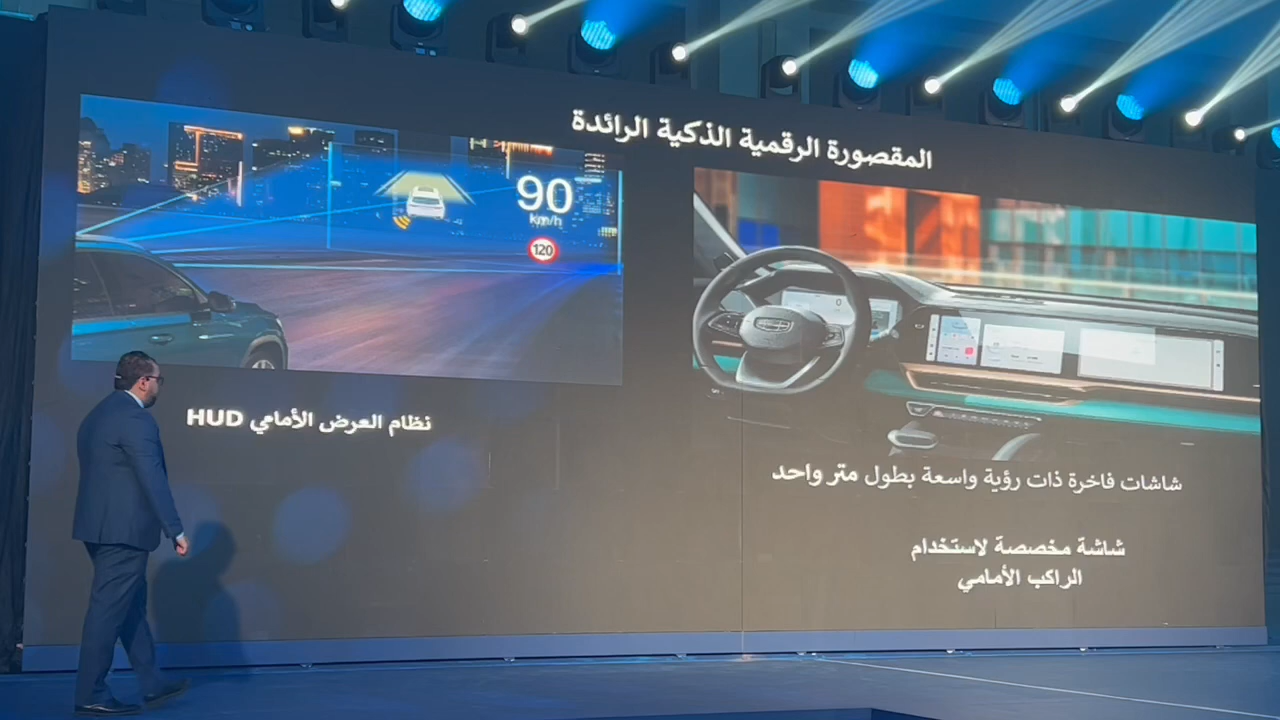 المقصورة الرقمية الذكية الرائدة
90
km/h
120
نظام العرض الأمامي HUD
شاشات فاخرة ذات رؤية واسعة بطول متر واحد
شاشة مخصصة لاستخدام
الراكب الأمامي